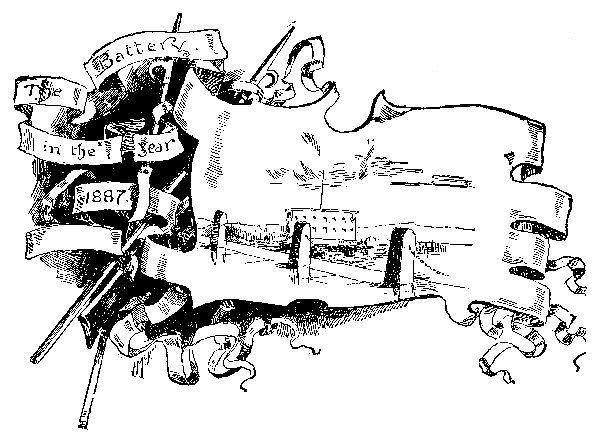 The
Battery.
in the
year
1887.